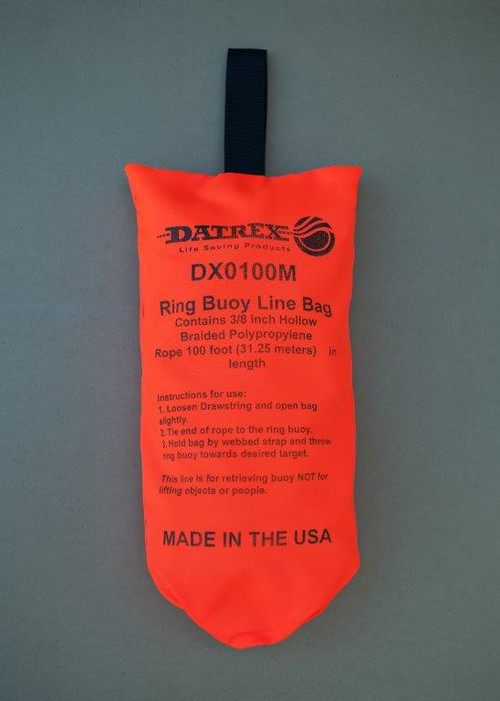 DATREX
Life Saving Products
DX0100M
Ring Buoy Line Bag
Contains 3/8 Inch Hollow
Braided Polypropylene
Rope 100 foot (31.25 meters) in
length
Instructions for use:
1. Loosen Drawstring and open bag
slightly.
2. Tie end of rope to the ring buoy.
3. Hold bag by webbed strap and throw
ring buoy towards desired target.
This line is for retrieving buoy NOT for
lifting objects or people.
MADE IN THE USA